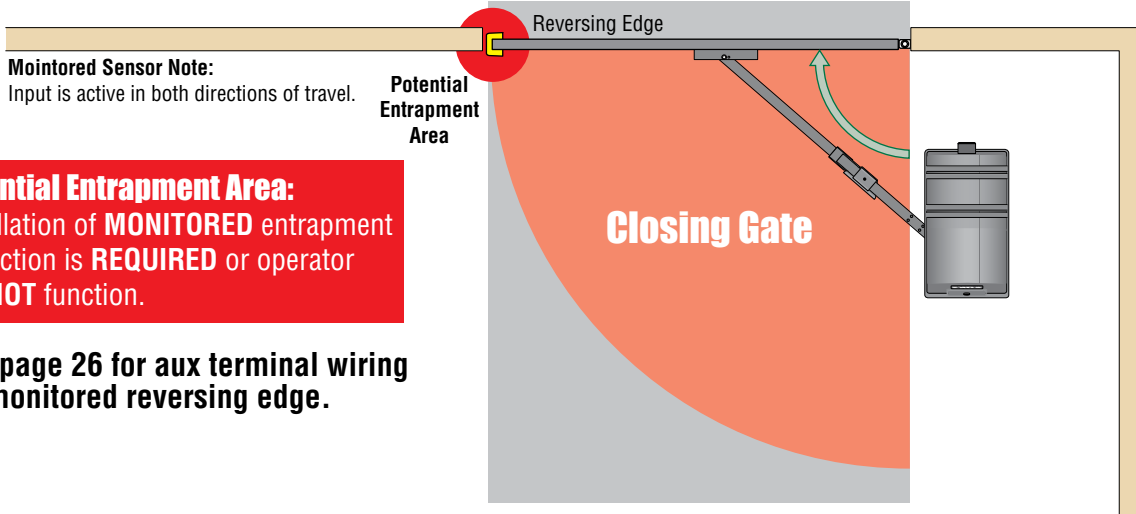 Reversing Edge
Mointored Sensor Note:
Input is active in both directions of travel.
Potential
Entrapment
Area
ntial Entrapment Area:
llation of MONITORED entrapment
ction is REQUIRED or operator
NOT function.
Closing Gate
page 26 for aux terminal wiring
monitored reversing edge.